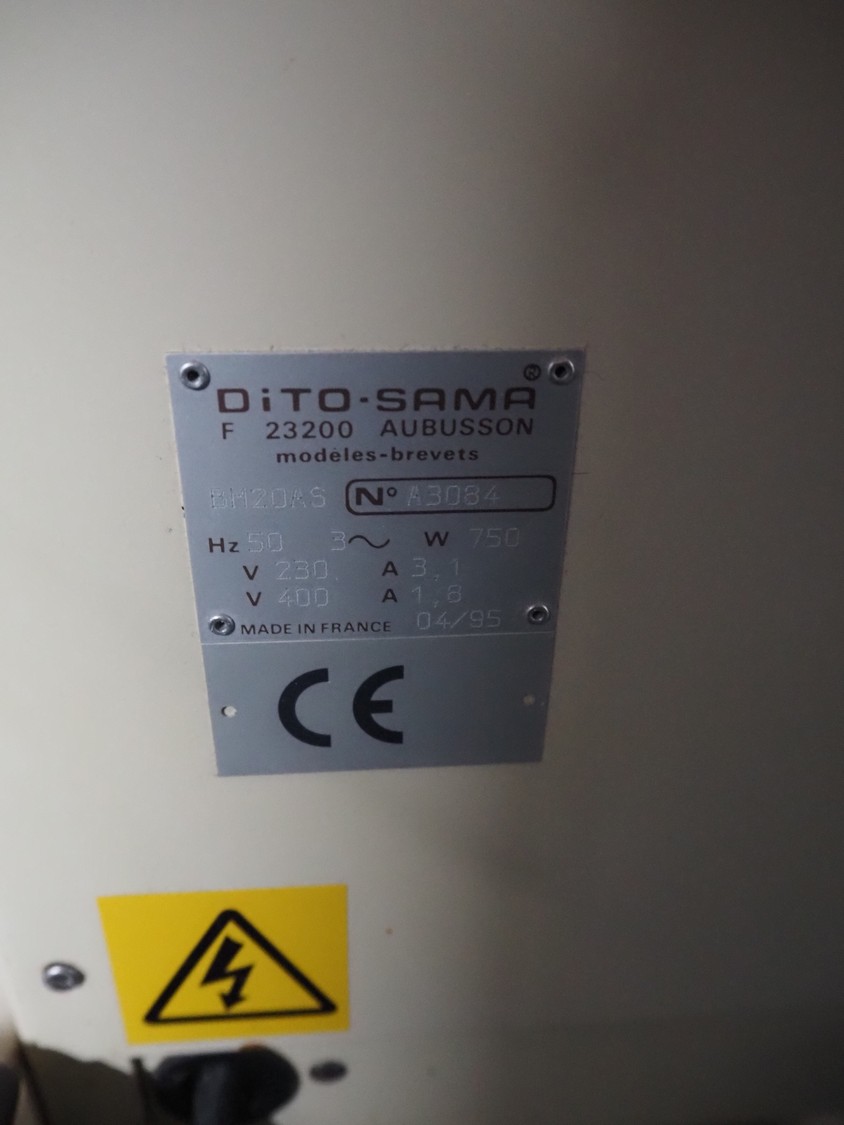 DiTO-SAMA
F 23200 AUBUSSON
modèles-brevets
BM20AS N° A3084
Hz 50 3~ W 750
V 230 A 3,1
V 400 A 1,8
MADE IN FRANCE 04/95
CE